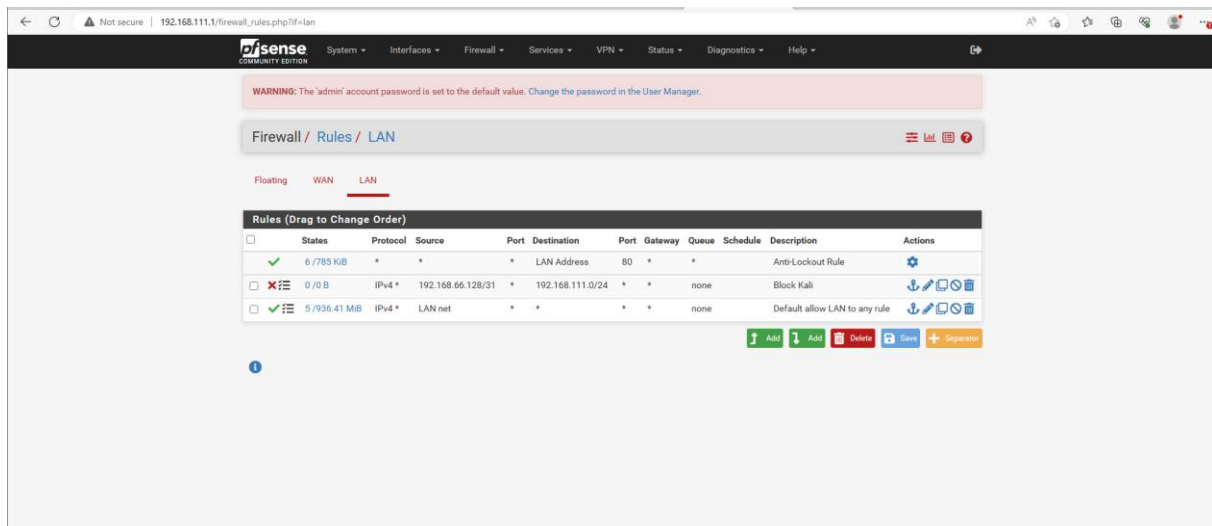 Not secure | 192.168.111.1/firewall_rules.php?if=lan
pfsense
COMMUNITY EDITION
System Interfaces Firewall Services VPN Status Diagnostics Help
WARNING: The 'admin' account password is set to the default value. Change the password in the User Manager.
Firewall / Rules / LAN
Floating WAN LAN
Rules (Drag to Change Order)
States Protocol Source Port Destination Port Gateway Queue Schedule Description Actions
6 /785 KiB * * * LAN Address 80 * * Anti-Lockout Rule
0 /0 B IPv4 * 192.168.66.128/31 * 192.168.111.0/24 * * none Block Kali
5 /936.41 MiB IPv4 * LAN net * * * * none Default allow LAN to any rule
Add Add Delete Save Separator